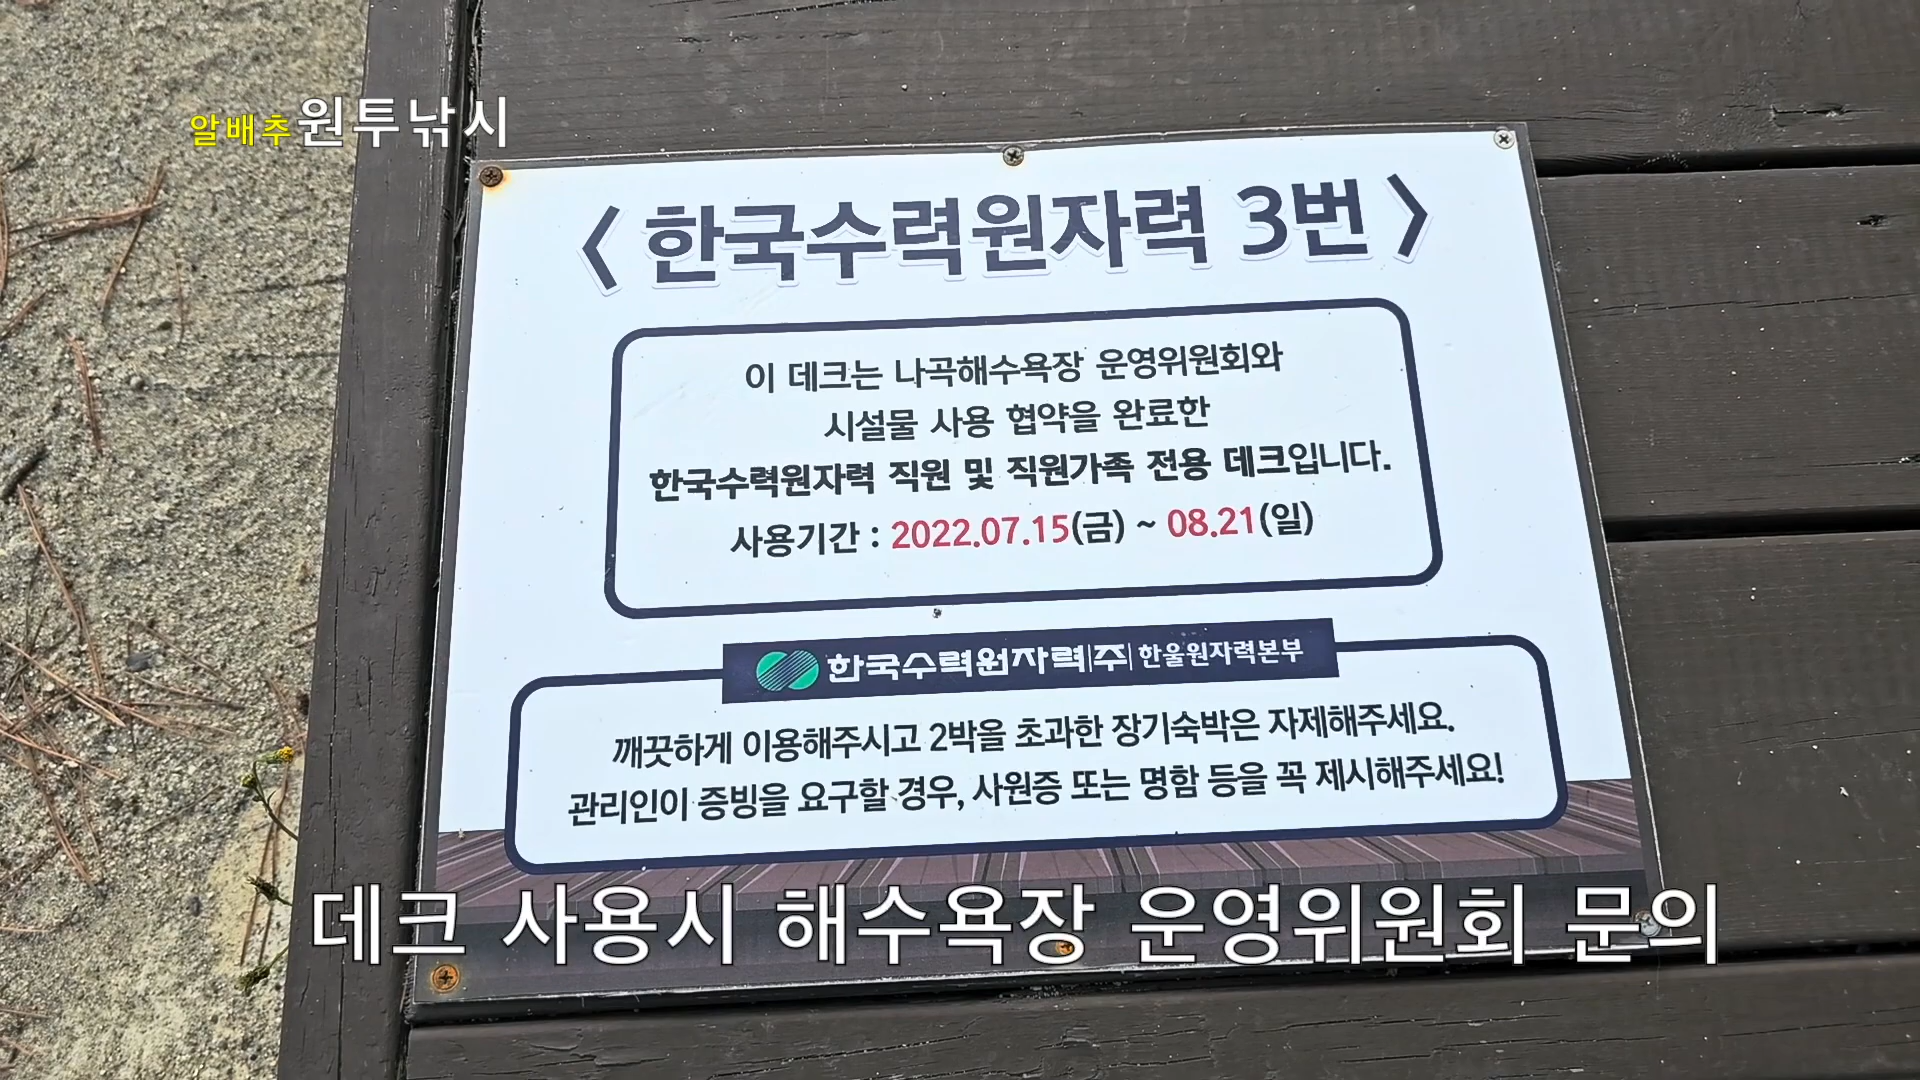 알배추 원투낚시
< 한국수력원자력 3번 >
이 데크는 나곡해수욕장 운영위원회와
시설물 사용 협약을 완료한
한국수력원자력 직원 및 직원가족 전용 데크입니다.
사용기간 : 2022.07.15(금) ~ 08.21(일)
한국수력원자력|주| 한울원자력본부
깨끗하게 이용해주시고 2박을 초과한 장기숙박은 자제해주세요.
관리인이 증빙을 요구할 경우, 사원증 또는 명함 등을 꼭 제시해주세요!
데크 사용시 해수욕장 운영위원회 문의